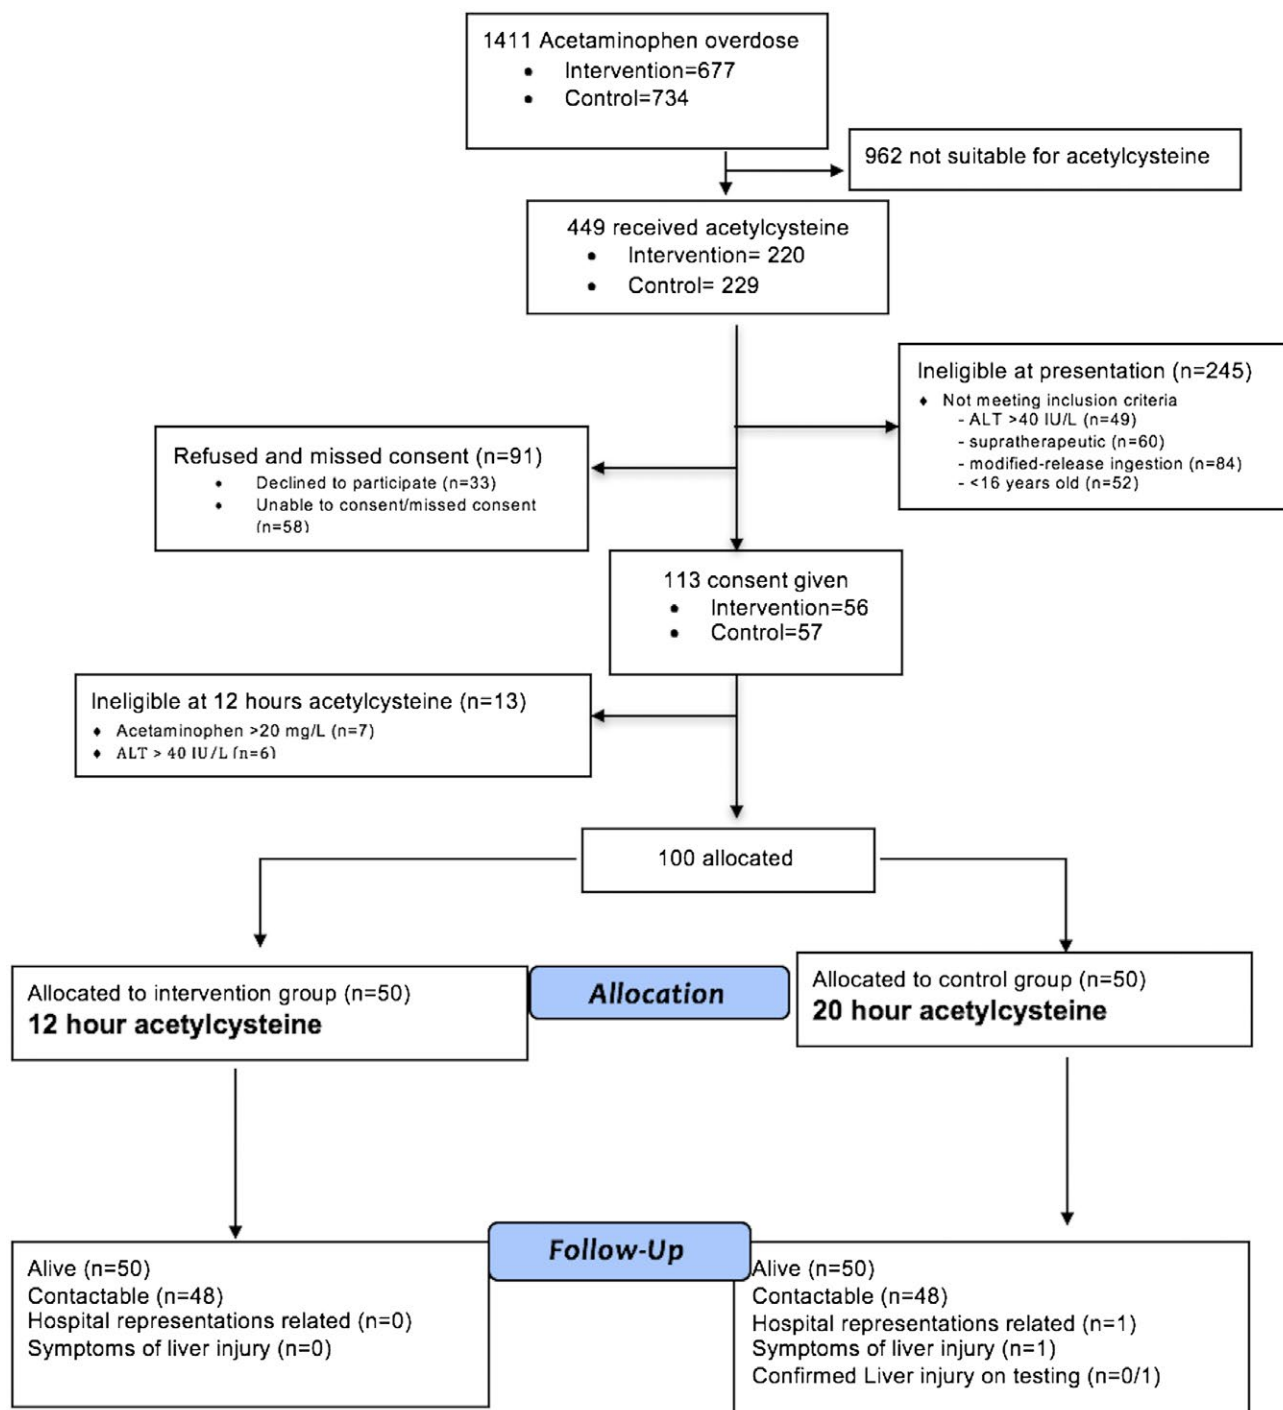 1411 Acetaminophen overdose
• Intervention=677
• Control=734
962 not suitable for acetylcysteine
449 received acetylcysteine
• Intervention= 220
• Control= 229
Ineligible at presentation (n=245)
♦ Not meeting inclusion criteria
- ALT >40 IU/L (n=49)
- supratherapeutic (n=60)
- modified-release ingestion (n=84)
- <16 years old (n=52)
Refused and missed consent (n=91)
• Declined to participate (n=33)
• Unable to consent/missed consent
(n=58)
113 consent given
• Intervention=56
• Control=57
Ineligible at 12 hours acetylcysteine (n=13)
♦ Acetaminophen >20 mg/L (n=7)
♦ ALT > 40 IU/L (n=6)
100 allocated
Allocated to intervention group (n=50)
12 hour acetylcysteine
Allocation
Allocated to control group (n=50)
20 hour acetylcysteine
Follow-Up
Alive (n=50)
Contactable (n=48)
Hospital representations related (n=0)
Symptoms of liver injury (n=0)
Alive (n=50)
Contactable (n=48)
Hospital representations related (n=1)
Symptoms of liver injury (n=1)
Confirmed Liver injury on testing (n=0/1)